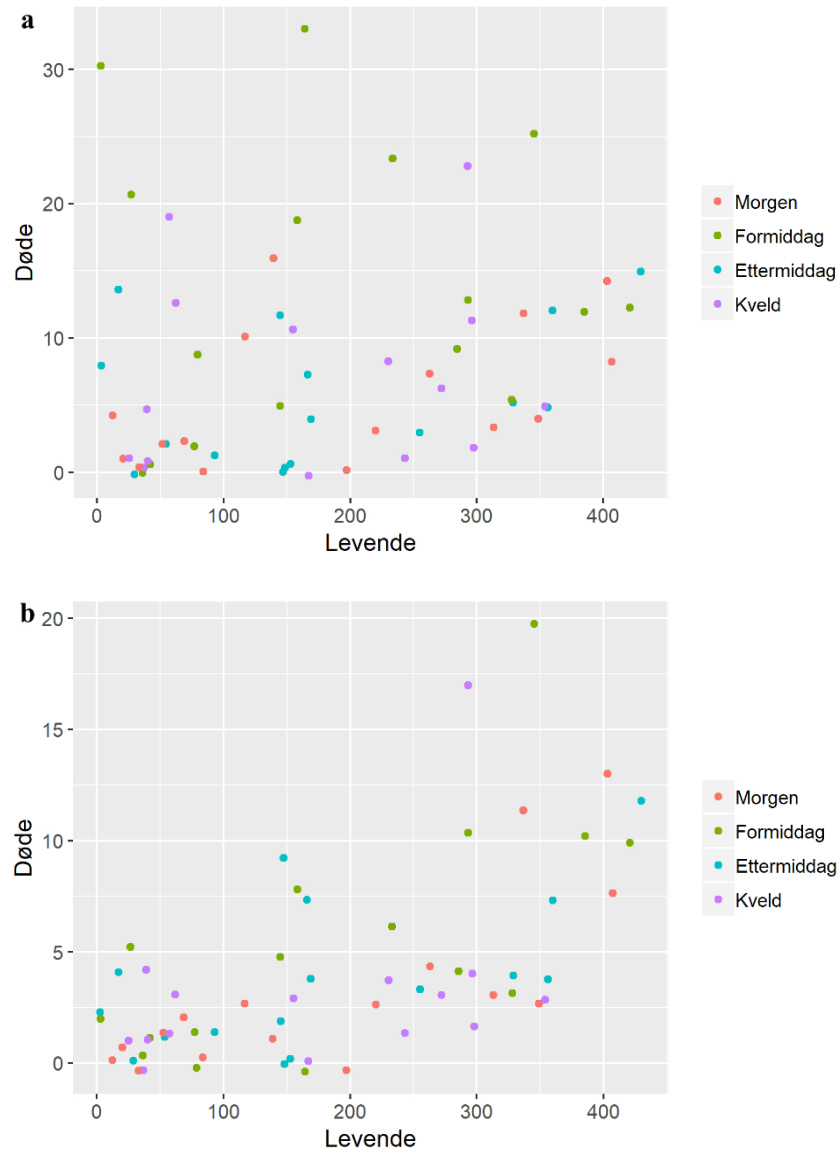 a
30
20
10
0
Døde
0 100 200 300 400
Levende
Morgen
Formiddag
Ettermiddag
Kveld
b
20
15
10
5
0
Døde
0 100 200 300 400
Levende
Morgen
Formiddag
Ettermiddag
Kveld